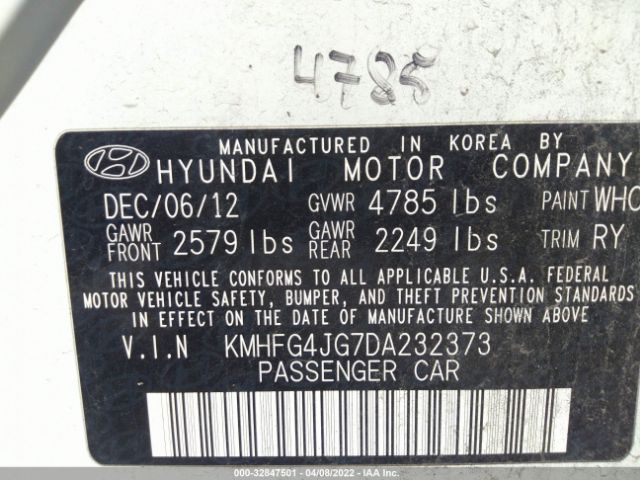 4785
MANUFACTURED IN KOREA BY
HYUNDAI MOTOR COMPANY
DEC/06/12 GVWR 4785 lbs PAINT WHC
GAWR FRONT 2579 lbs GAWR REAR 2249 lbs TRIM RY
THIS VEHICLE CONFORMS TO ALL APPLICABLE U.S.A. FEDERAL
MOTOR VEHICLE SAFETY, BUMPER, AND THEFT PREVENTION STANDARDS
IN EFFECT ON THE DATE OF MANUFACTURE SHOWN ABOVE.
V.I.N KMHFG4JG7DA232373
PASSENGER CAR
000-32847501 - 04/08/2022 - IAA Inc.